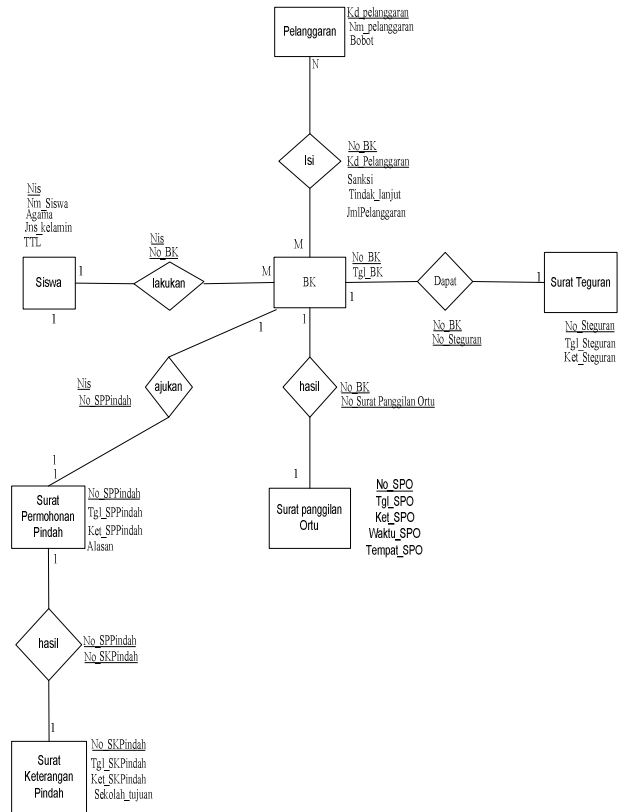 Pelanggaran
Kd_pelanggaran
Nm_pelanggaran
Bobot
N
Isi
No_BK
Kd_Pelanggaran
Sanksi
Tindak_lanjut
JmlPelanggaran
M
Nis
Nm_Siswa
Agama
Jns_kelamin
TTL
Siswa
1
1
Nis
No_BK
lakukan
M
BK
No_BK
Tgl_BK
1
Dapat
No_BK
No_Steguran
1
Surat Teguran
No_Steguran
Tgl_Steguran
Ket_Steguran
1
1
ajukan
Nis
No_SPPindah
hasil
No_BK
No_Surat Panggilan Ortu
1
1
1
Surat
Permohonan
Pindah
No_SPPindah
Tgl_SPPindah
Ket_SPPindah
Alasan
1
Surat panggilan
Ortu
No_SPO
Tgl_SPO
Ket_SPO
Waktu_SPO
Tempat_SPO
hasil
No_SPPindah
No_SKPindah
1
Surat
Keterangan
Pindah
No_SKPindah
Tgl_SKPindah
Ket_SKPindah
Sekolah_tujuan